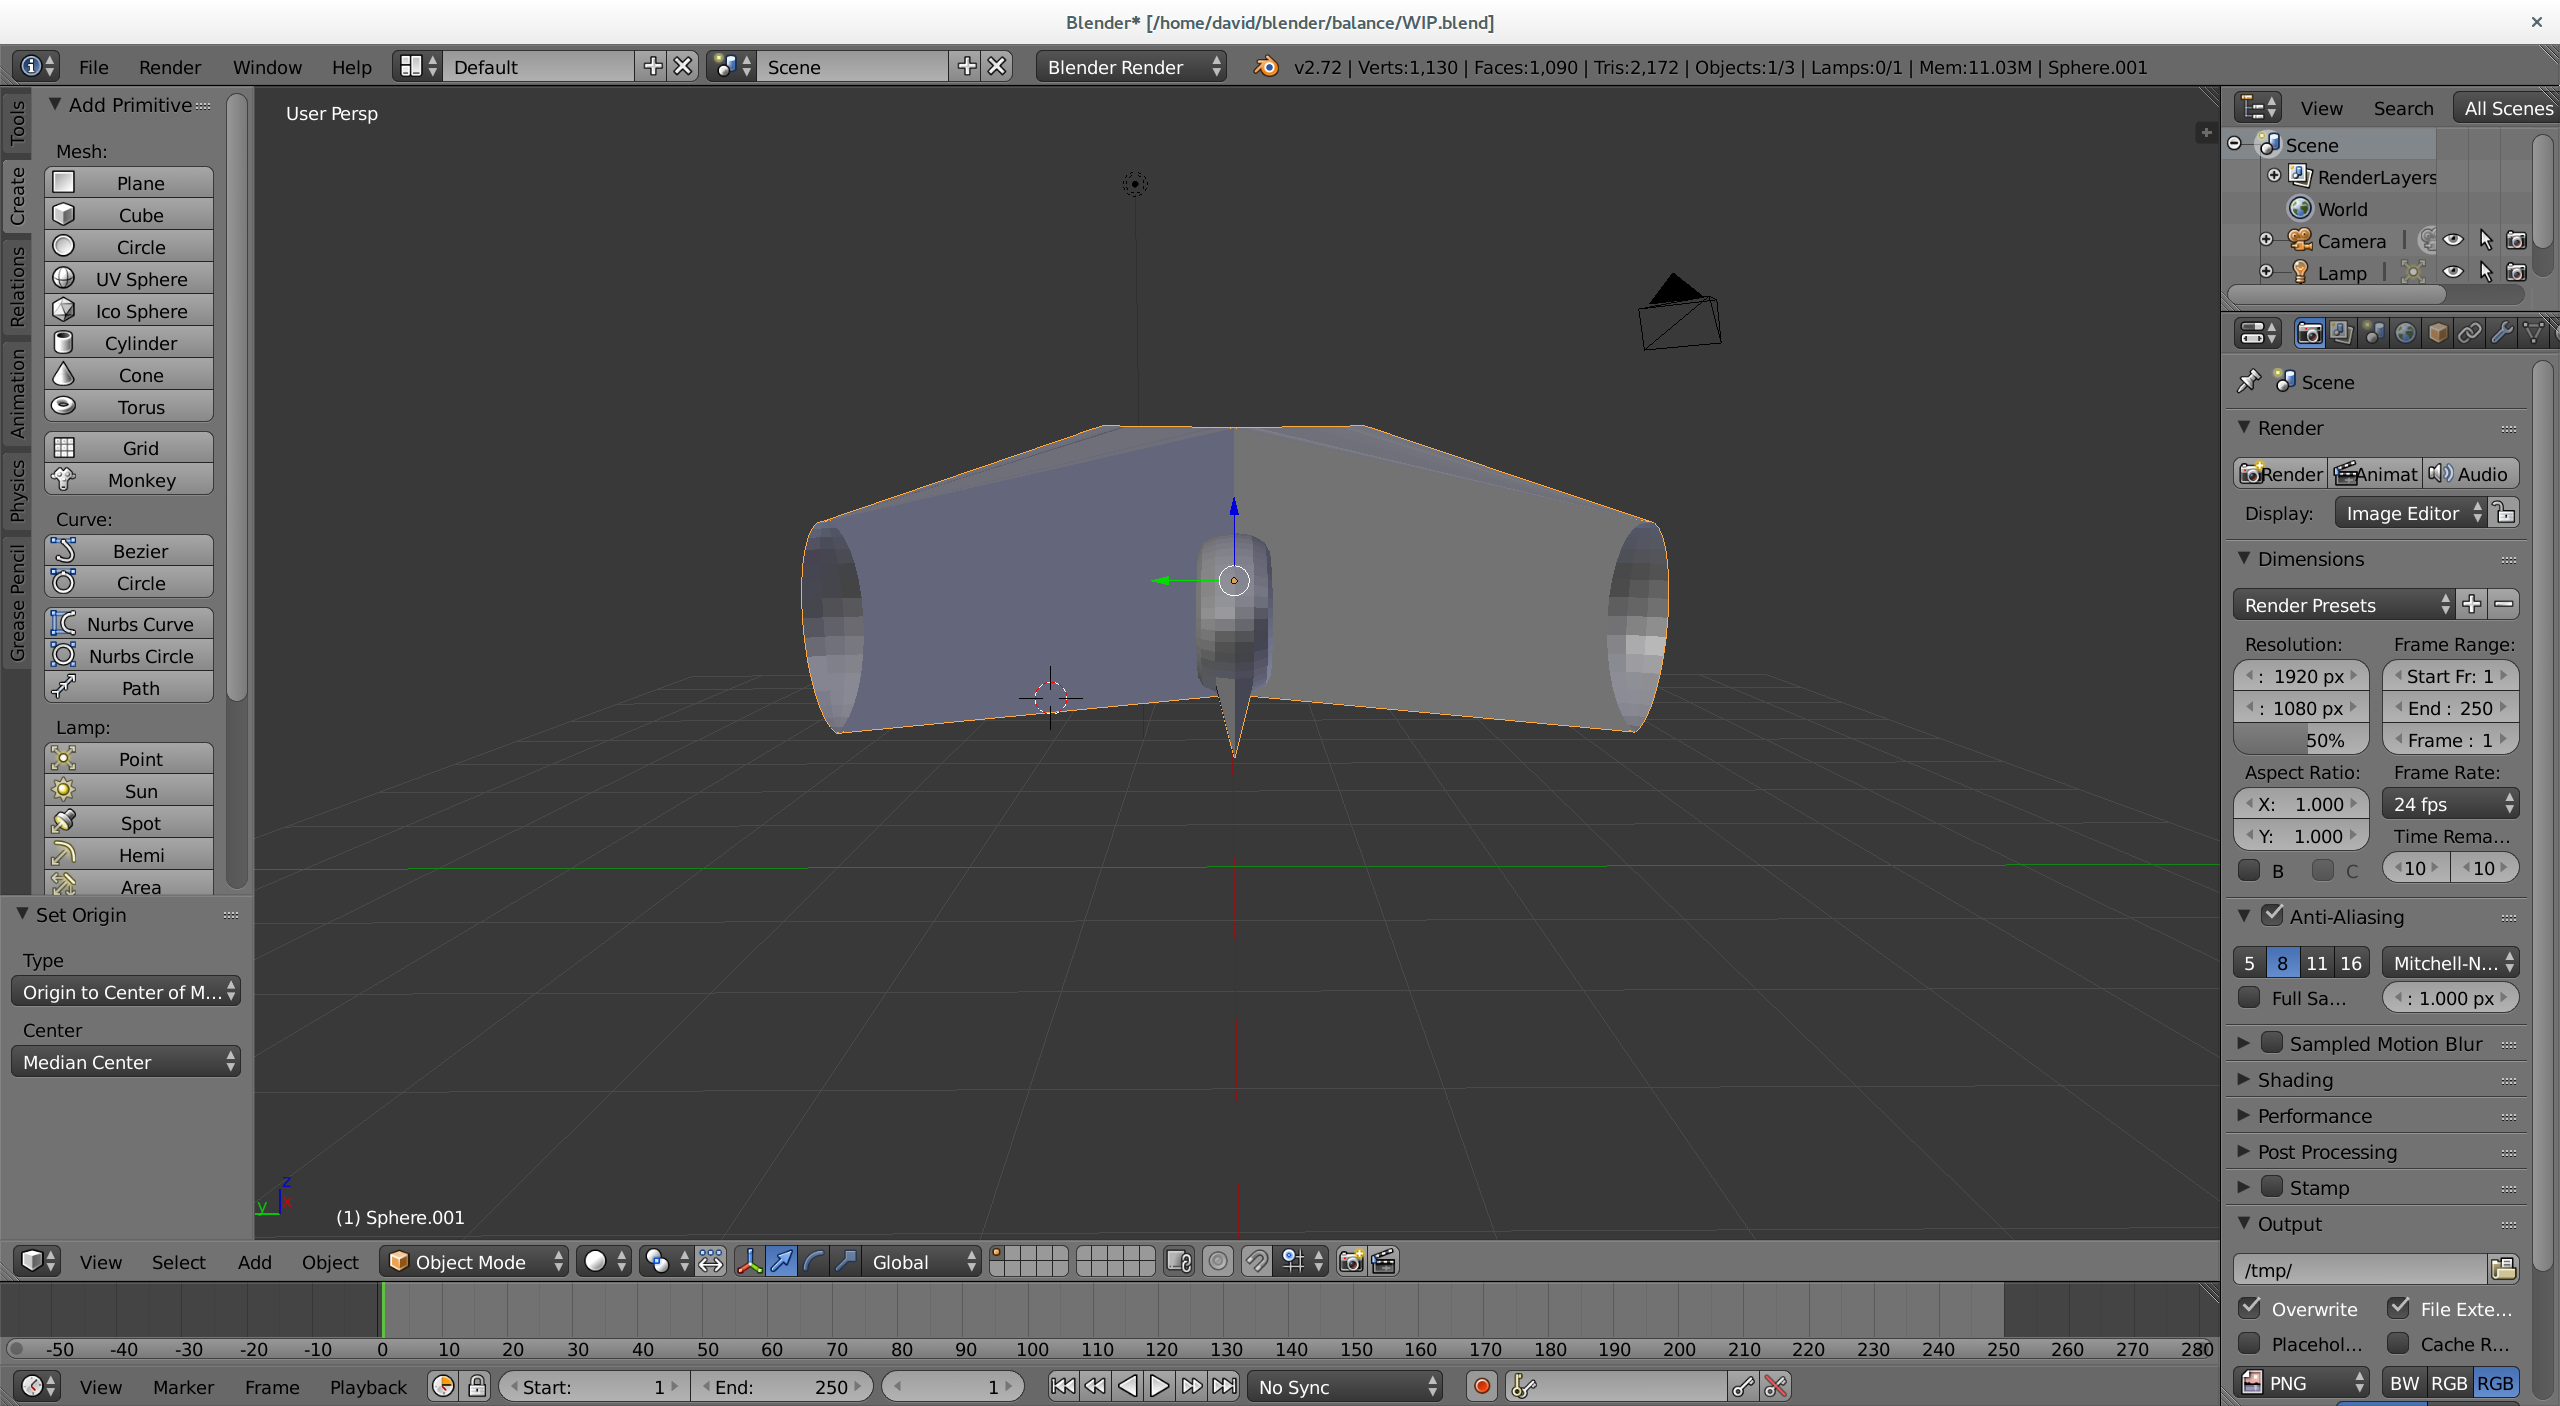 Blender* [/home/david/blender/balance/WIP.blend]
File Render Window Help Default Scene Blender Render v2.72 | Verts:1,130 | Faces:1,090 | Tris:2,172 | Objects:1/3 | Lamps:0/1 | Mem:11.03M | Sphere.001
Tools
Create
Relations
Animation
Physics
Grease Pencil
Add Primitive
Mesh:
Plane
Cube
Circle
UV Sphere
Ico Sphere
Cylinder
Cone
Torus
Grid
Monkey
Curve:
Bezier
Circle
Nurbs Curve
Nurbs Circle
Path
Lamp:
Point
Sun
Spot
Hemi
Area
Set Origin
Type
Origin to Center of M...
Center
Median Center
User Persp
z
y x
(1) Sphere.001
View Select Add Object Object Mode Global
-50 -40 -30 -20 -10 0 10 20 30 40 50 60 70 80 90 100 110 120 130 140 150 160 170 180 190 200 210 220 230 240 250 260 270 280
View Marker Frame Playback Start: 1 End: 250 1 No Sync
View Search All Scenes
Scene
RenderLayers
World
Camera
Lamp
Scene
Render
Render Animat Audio
Display: Image Editor
Dimensions
Render Presets
Resolution: Frame Range:
: 1920 px Start Fr: 1
: 1080 px End : 250
50% Frame : 1
Aspect Ratio: Frame Rate:
X: 1.000 24 fps
Y: 1.000 Time Rema...
B C 10 10
Anti-Aliasing
5 8 11 16 Mitchell-N...
Full Sa... : 1.000 px
Sampled Motion Blur
Shading
Performance
Post Processing
Stamp
Output
/tmp/
Overwrite File Exte...
Placehol... Cache R...
PNG BW RGB RGB